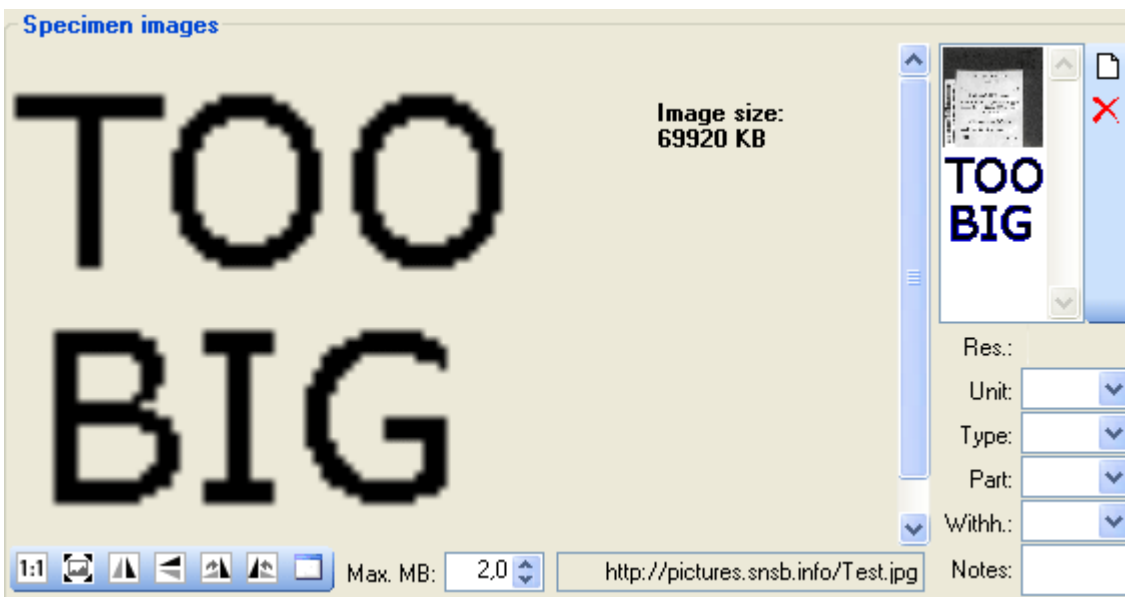 Specimen images
TOO
BIG
Image size:
69920 KB
TOO
BIG
Res.:
Unit:
Type:
Part:
Withh.:
Notes:
1:1
Max. MB:
2,0
http://pictures.snsb.info/Test.jpg